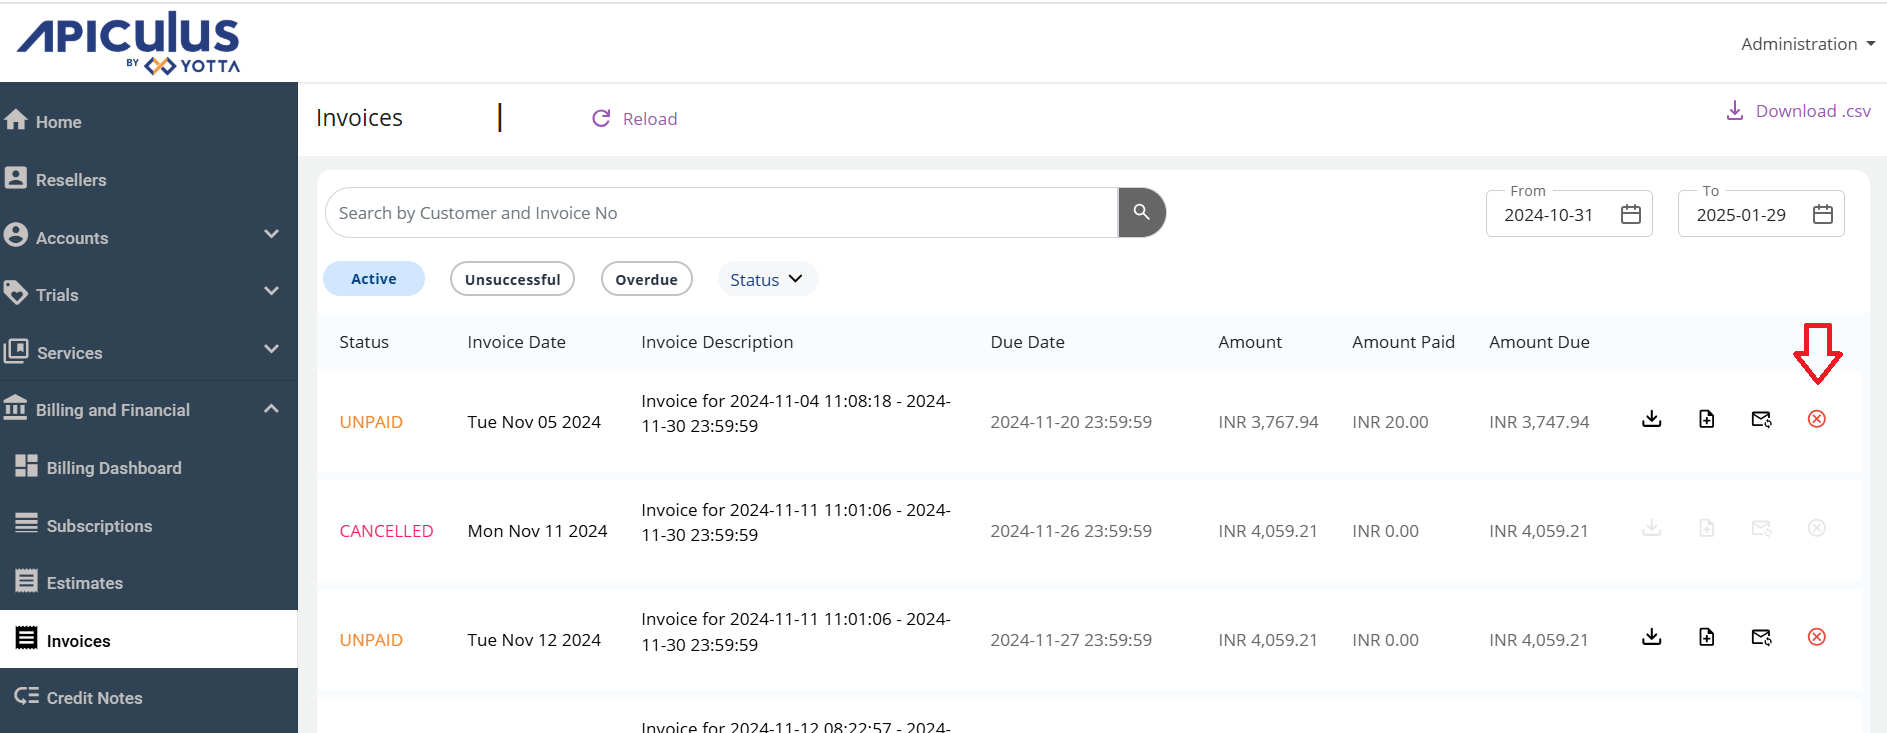 APICULUS
BY YOTTA
Administration
Home
Resellers
Accounts
Trials
Services
Billing and Financial
Billing Dashboard
Subscriptions
Estimates
Invoices
Credit Notes
Invoices | Reload
Download .csv
Search by Customer and Invoice No
From
2024-10-31
To
2025-01-29
Active Unsuccessful Overdue Status
Status Invoice Date Invoice Description Due Date Amount Amount Paid Amount Due
UNPAID Tue Nov 05 2024 Invoice for 2024-11-04 11:08:18 - 2024-
11-30 23:59:59 2024-11-20 23:59:59 INR 3,767.94 INR 20.00 INR 3,747.94
CANCELLED Mon Nov 11 2024 Invoice for 2024-11-11 11:01:06 - 2024-
11-30 23:59:59 2024-11-26 23:59:59 INR 4,059.21 INR 0.00 INR 4,059.21
UNPAID Tue Nov 12 2024 Invoice for 2024-11-11 11:01:06 - 2024-
11-30 23:59:59 2024-11-27 23:59:59 INR 4,059.21 INR 0.00 INR 4,059.21
Invoice for 2024-11-12 08:22:57 - 2024-